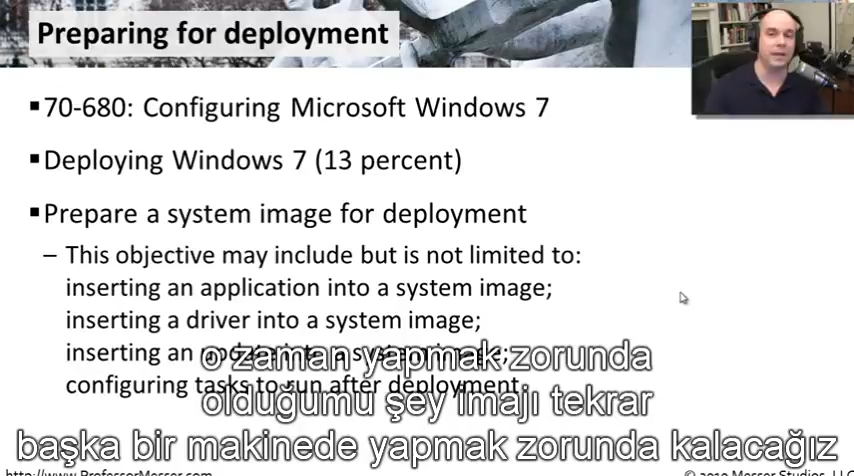 Preparing for deployment
▪70-680: Configuring Microsoft Windows 7
▪Deploying Windows 7 (13 percent)
▪Prepare a system image for deployment
– This objective may include but is not limited to:
inserting an application into a system image;
inserting a driver into a system image;
inserting an update into a system image;
configuring tasks to run after deployment
o zaman yapmak zorunda
olduğumu şey imajı tekrar
başka bir makinede yapmak zorunda kalacağız
http://www.ProfessorMesser.com
© 2010 Messer Studios, LLC